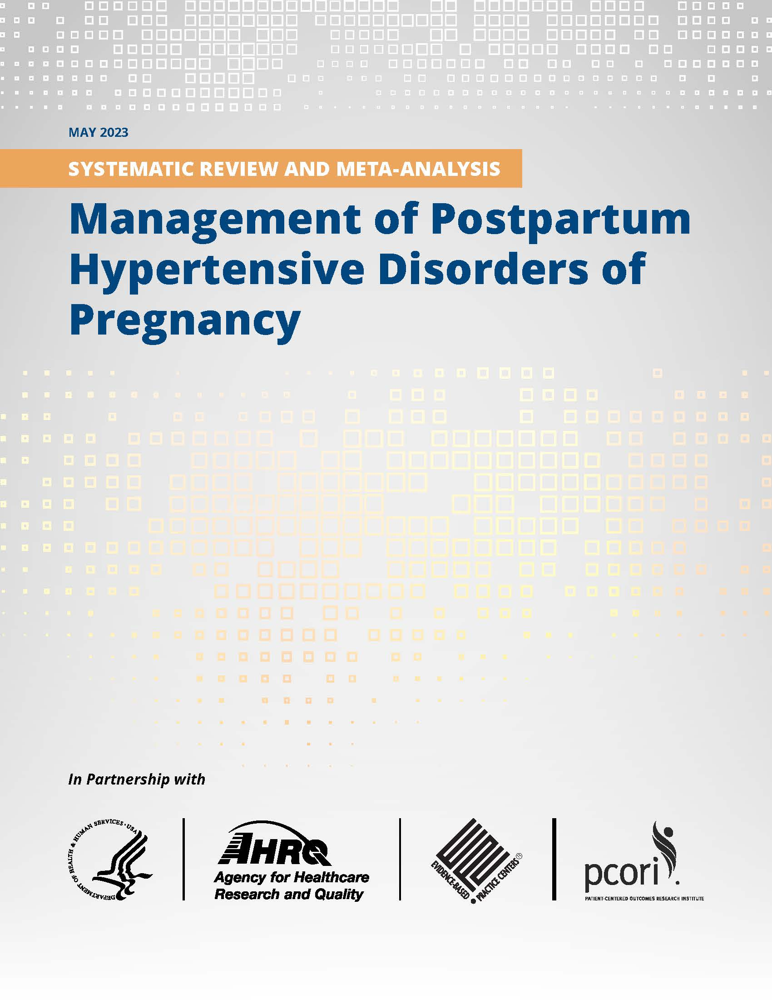 MAY 2023
SYSTEMATIC REVIEW AND META-ANALYSIS
Management of Postpartum
Hypertensive Disorders of
Pregnancy
In Partnership with
DEPARTMENT OF HEALTH & HUMAN SERVICES · USA
AHRQ
Agency for Healthcare
Research and Quality
EPC
EVIDENCE-BASED
PRACTICE CENTERS®
pcori.
PATIENT-CENTERED OUTCOMES RESEARCH INSTITUTE